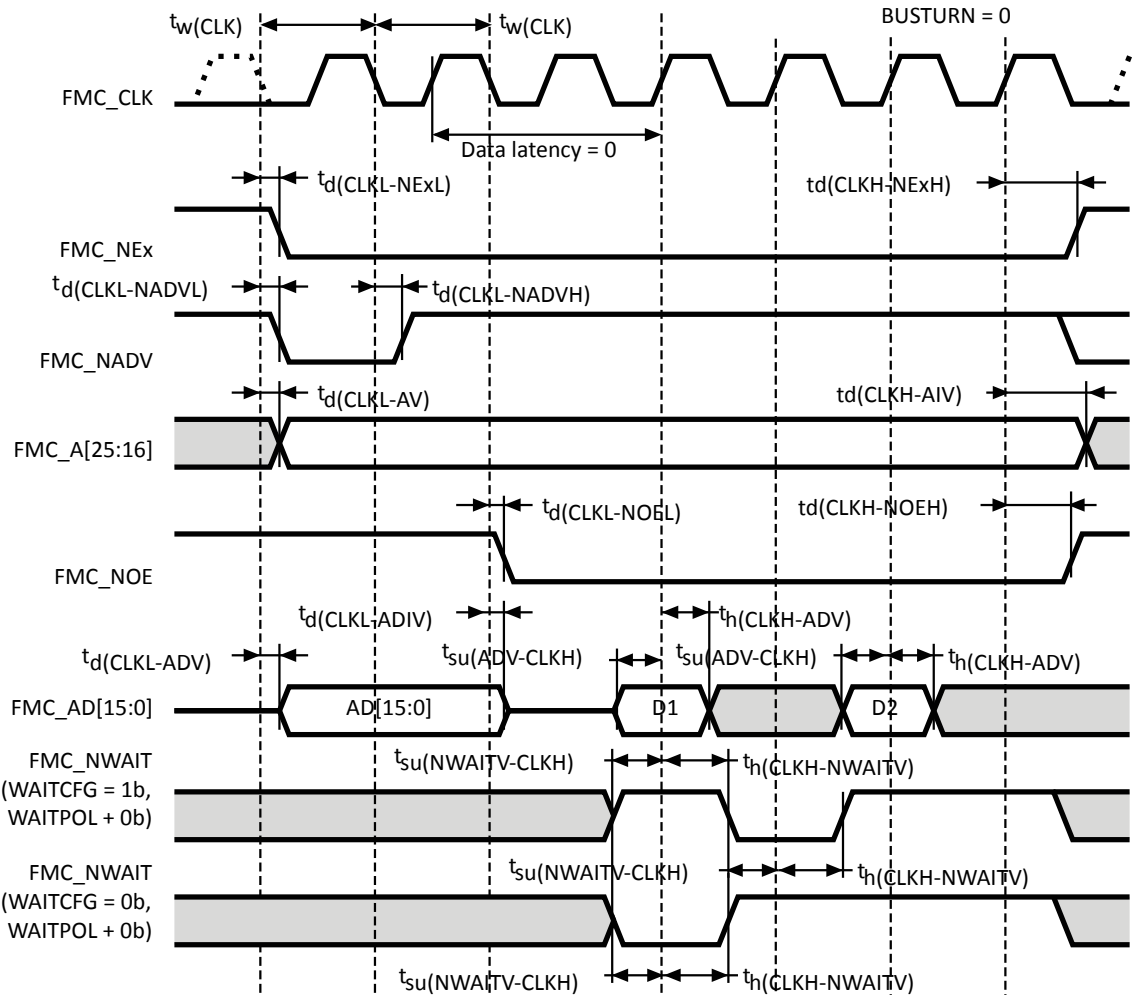 tw(CLK) tw(CLK) BUSTURN = 0
FMC_CLK
Data latency = 0
td(CLKL-NExL) td(CLKH-NExH)
FMC_NEx
td(CLKL-NADVL) td(CLKL-NADVH)
FMC_NADV
td(CLKL-AV) td(CLKH-AIV)
FMC_A[25:16]
td(CLKL-NOEL) td(CLKH-NOEH)
FMC_NOE
td(CLKL-ADIV) th(CLKH-ADV)
td(CLKL-ADV) tsu(ADV-CLKH) tsu(ADV-CLKH) th(CLKH-ADV)
FMC_AD[15:0] AD[15:0] D1 D2
FMC_NWAIT tsu(NWAITV-CLKH) th(CLKH-NWAITV)
(WAITCFG = 1b,
WAITPOL + 0b)
FMC_NWAIT tsu(NWAITV-CLKH) th(CLKH-NWAITV)
(WAITCFG = 0b,
WAITPOL + 0b)
tsu(NWAITV-CLKH) th(CLKH-NWAITV)